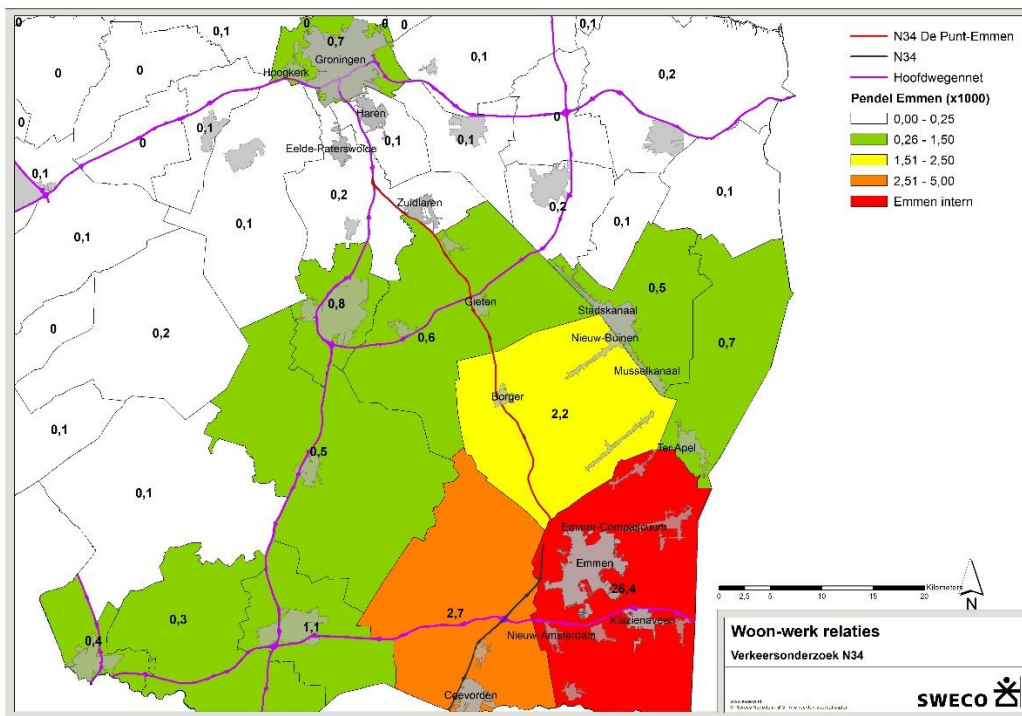 0
0
0
0,1
0,7
Groningen
0,1
N34 De Punt-Emmen
N34
Hoofdwegennet
Pendel Emmen (x1000)
0,00 - 0,25
0,26 - 1,50
1,51 - 2,50
2,51 - 5,00
Emmen intern
0
0
Hoogkerk
0,2
Haren
0
0
0,1
0
Eelde-Paterswolde
0,1
0,1
0,1
0,1
0,2
Zuidlaren
0,2
0,1
0,1
0,1
0,8
Gieten
0,5
Stadskanaal
0
0,2
0,6
Nieuw-Buinen
0,7
Musselkanaal
Borger
2,2
0,1
0,5
Ter Apel
0,1
Emmer-Compascuum
Emmen
26,4
0,3
1,1
2,7
Klazienaveen
0,4
Nieuw-Amsterdam
Coevorden
Kilometers
0 2,5 5 10 15 20
N
Woon-werk relaties
Verkeersonderzoek N34
SWECO